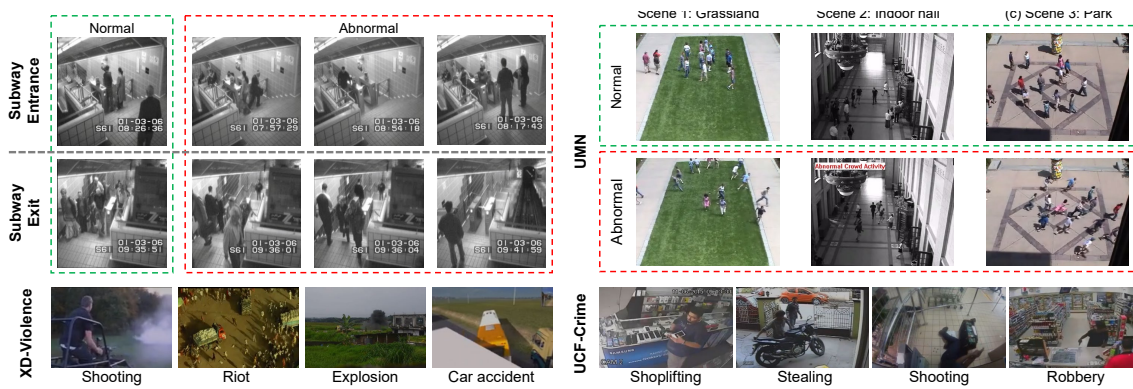 Normal
Abnormal
Subway
Entrance
01-03-06
S61 08:26:36
01-03-06
S61 07:57:29
01-03-06
S61 08:54:18
01-03-06
S61 08:17:43
Subway
Exit
01-03-06
S61 09:35:51
01-03-06
S61 09:36:01
01-03-06
S61 09:36:04
01-03-06
S61 09:41:59
XD-Violence
Shooting
Riot
Explosion
Car accident
Scene 1: Grassland
Scene 2: Indoor hall
(c) Scene 3: Park
UMN
Normal
Abnormal
Abnormal Crowd Activity
UCF-Crime
Shoplifting
Stealing
Shooting
Robbery